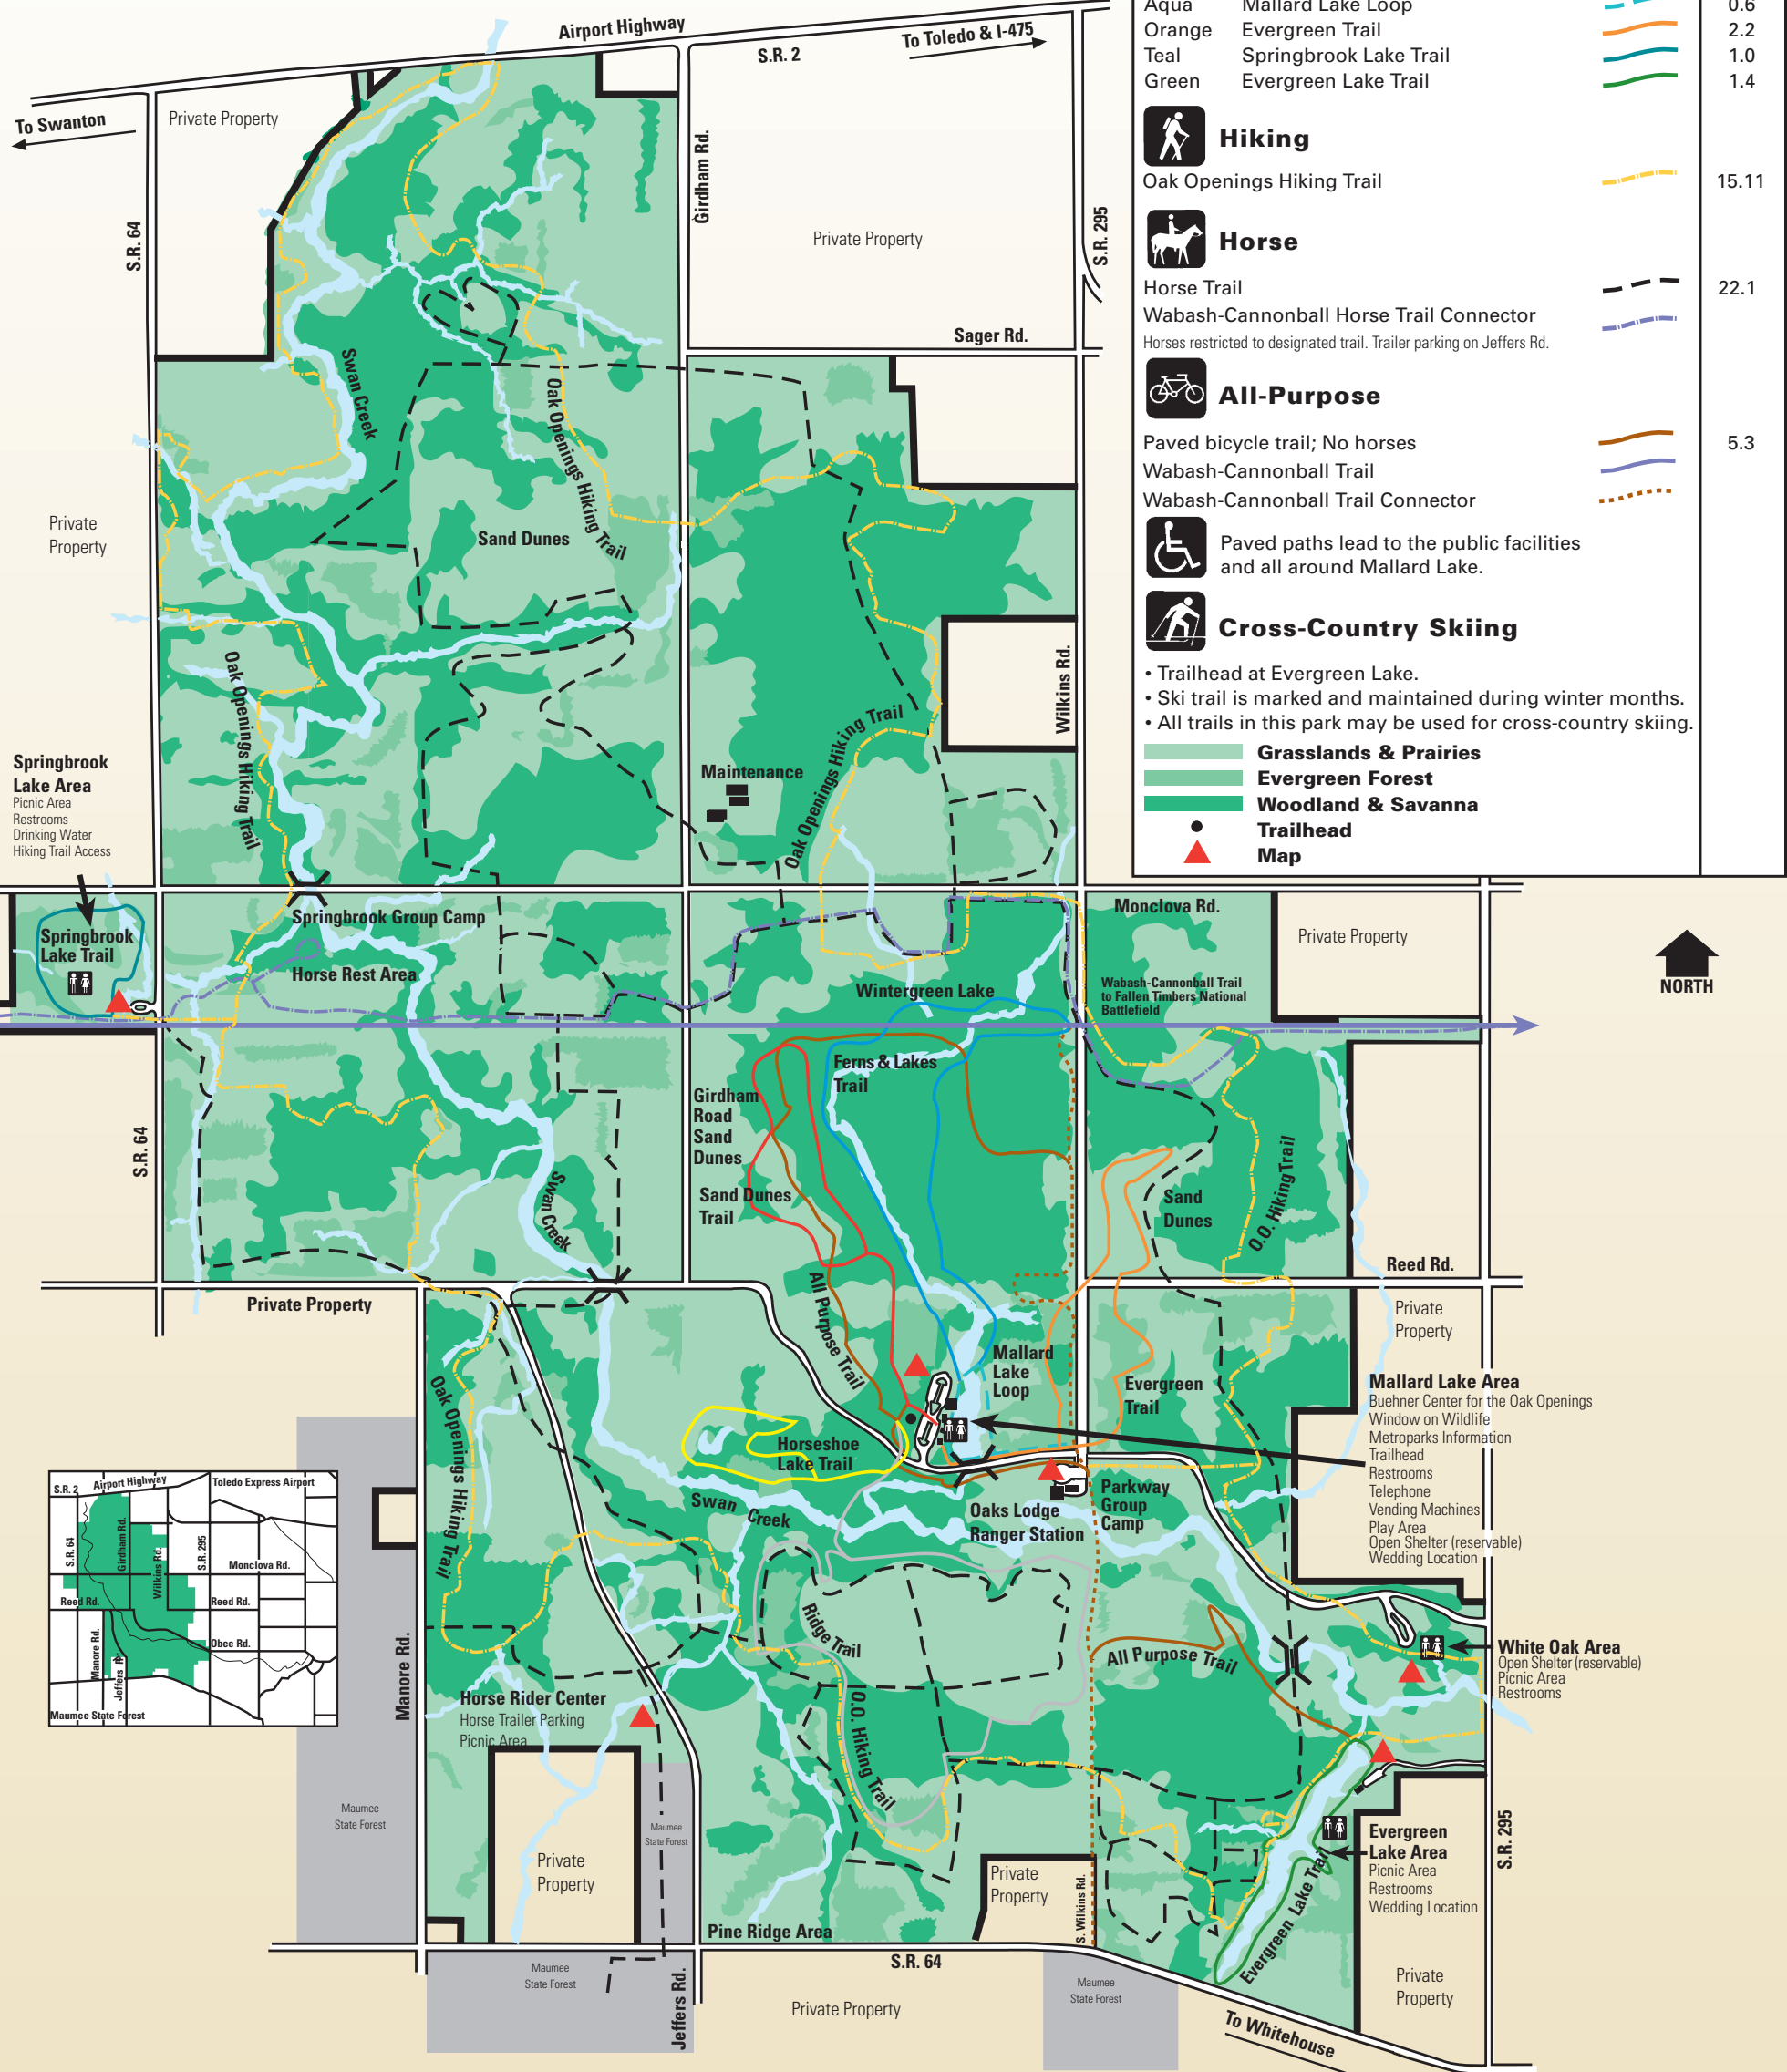 Aqua Mallard Lake Loop 0.6
Orange Evergreen Trail 2.2
Teal Springbrook Lake Trail 1.0
Green Evergreen Lake Trail 1.4
Hiking
Oak Openings Hiking Trail 15.11
Horse
Horse Trail 22.1
Wabash-Cannonball Horse Trail Connector
Horses restricted to designated trail. Trailer parking on Jeffers Rd.
All-Purpose
Paved bicycle trail; No horses 5.3
Wabash-Cannonball Trail
Wabash-Cannonball Trail Connector
Paved paths lead to the public facilities
and all around Mallard Lake.
Cross-Country Skiing
• Trailhead at Evergreen Lake.
• Ski trail is marked and maintained during winter months.
• All trails in this park may be used for cross-country skiing.
Grasslands & Prairies
Evergreen Forest
Woodland & Savanna
Trailhead
Map
Airport Highway
S.R. 2
To Toledo & I-475
To Swanton
Private Property
S.R. 64
Girdham Rd.
Private Property
S.R. 295
Sager Rd.
Swan Creek
Oak Openings Hiking Trail
Sand Dunes
Private
Property
Oak Openings Hiking Trail
Wilkins Rd.
Oak Openings Hiking Trail
Maintenance
Springbrook
Lake Area
Picnic Area
Restrooms
Drinking Water
Hiking Trail Access
Springbrook
Lake Trail
Springbrook Group Camp
Horse Rest Area
Monclova Rd.
Private Property
NORTH
Wintergreen Lake
Wabash-Cannonball Trail
to Fallen Timbers National
Battlefield
Ferns & Lakes
Trail
Girdham
Road
Sand
Dunes
Sand Dunes
Trail
S.R. 64
Swan Creek
Sand
Dunes
O.O. Hiking Trail
Reed Rd.
Private Property
All Purpose Trail
Private
Property
Mallard
Lake
Loop
Evergreen
Trail
Mallard Lake Area
Buehner Center for the Oak Openings
Window on Wildlife
Metroparks Information
Trailhead
Restrooms
Telephone
Vending Machines
Play Area
Open Shelter (reservable)
Wedding Location
Oak Openings Hiking Trail
Horseshoe
Lake Trail
Swan
Creek
Oaks Lodge
Ranger Station
Parkway
Group
Camp
S.R. 2
Airport Highway
Toledo Express Airport
S.R. 64
Girdham Rd.
Wilkins Rd.
S.R. 295
Monclova Rd.
Reed Rd.
Reed Rd.
Manore Rd.
Jeffers R
Obee Rd.
Maumee State Forest
Manore Rd.
Ridge Trail
All Purpose Trail
White Oak Area
Open Shelter (reservable)
Picnic Area
Restrooms
Horse Rider Center
Horse Trailer Parking
Picnic Area
O.O. Hiking Trail
Maumee
State Forest
Maumee
State Forest
Private
Property
Private
Property
S. Wilkins Rd.
Evergreen
Lake Area
Picnic Area
Restrooms
Wedding Location
Evergreen Lake Trail
S.R. 295
Pine Ridge Area
S.R. 64
Maumee
State Forest
Jeffers Rd.
Private Property
Maumee
State Forest
Private
Property
To Whitehouse